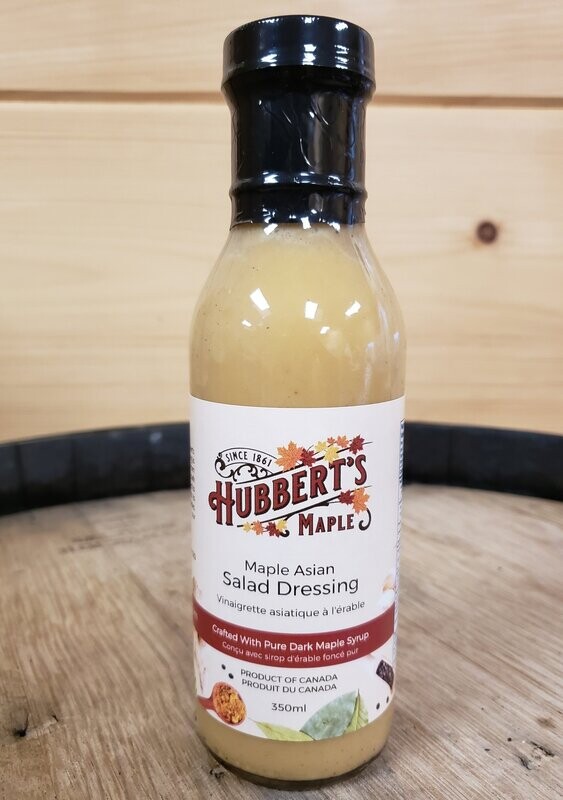 SINCE 1861
HUBBERT'S
MAPLE
Maple Asian
Salad Dressing
Vinaigrette asiatique à l'érable
Crafted With Pure Dark Maple Syrup
Conçu avec sirop d'érable foncé pur
PRODUCT OF CANADA
PRODUIT DU CANADA
350ml